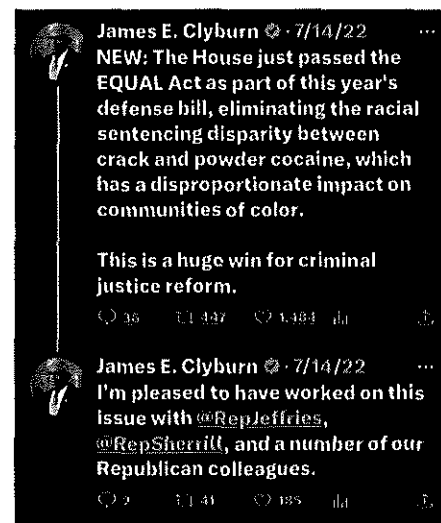 James E. Clyburn · 7/14/22 ...
NEW: The House just passed the
EQUAL Act as part of this year's
defense bill, eliminating the racial
sentencing disparity between
crack and powder cocaine, which
has a disproportionate impact on
communities of color.
This is a huge win for criminal
justice reform.
447 1,484
James E. Clyburn · 7/14/22 ...
I'm pleased to have worked on this
issue with @RepJeffries,
@RepSherrill, and a number of our
Republican colleagues.
9 41 185